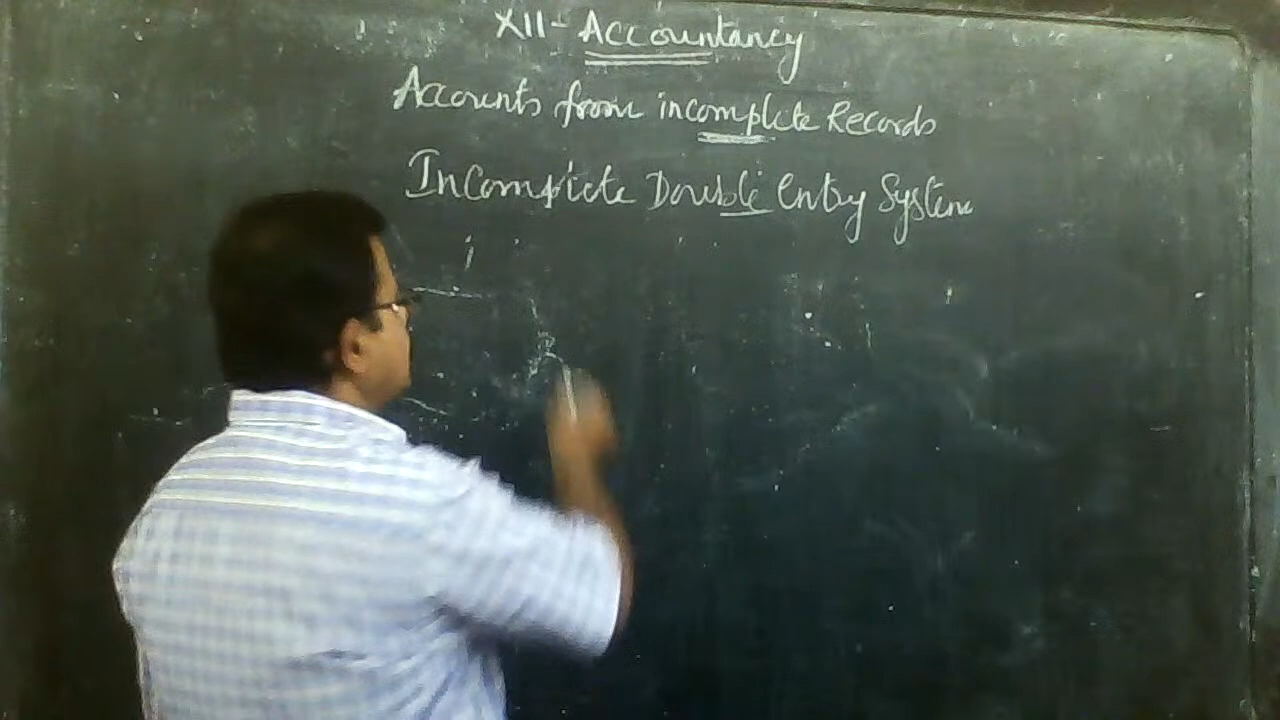 XII - Accountancy
Accounts from incomplete Records
Incomplete Double Entry System